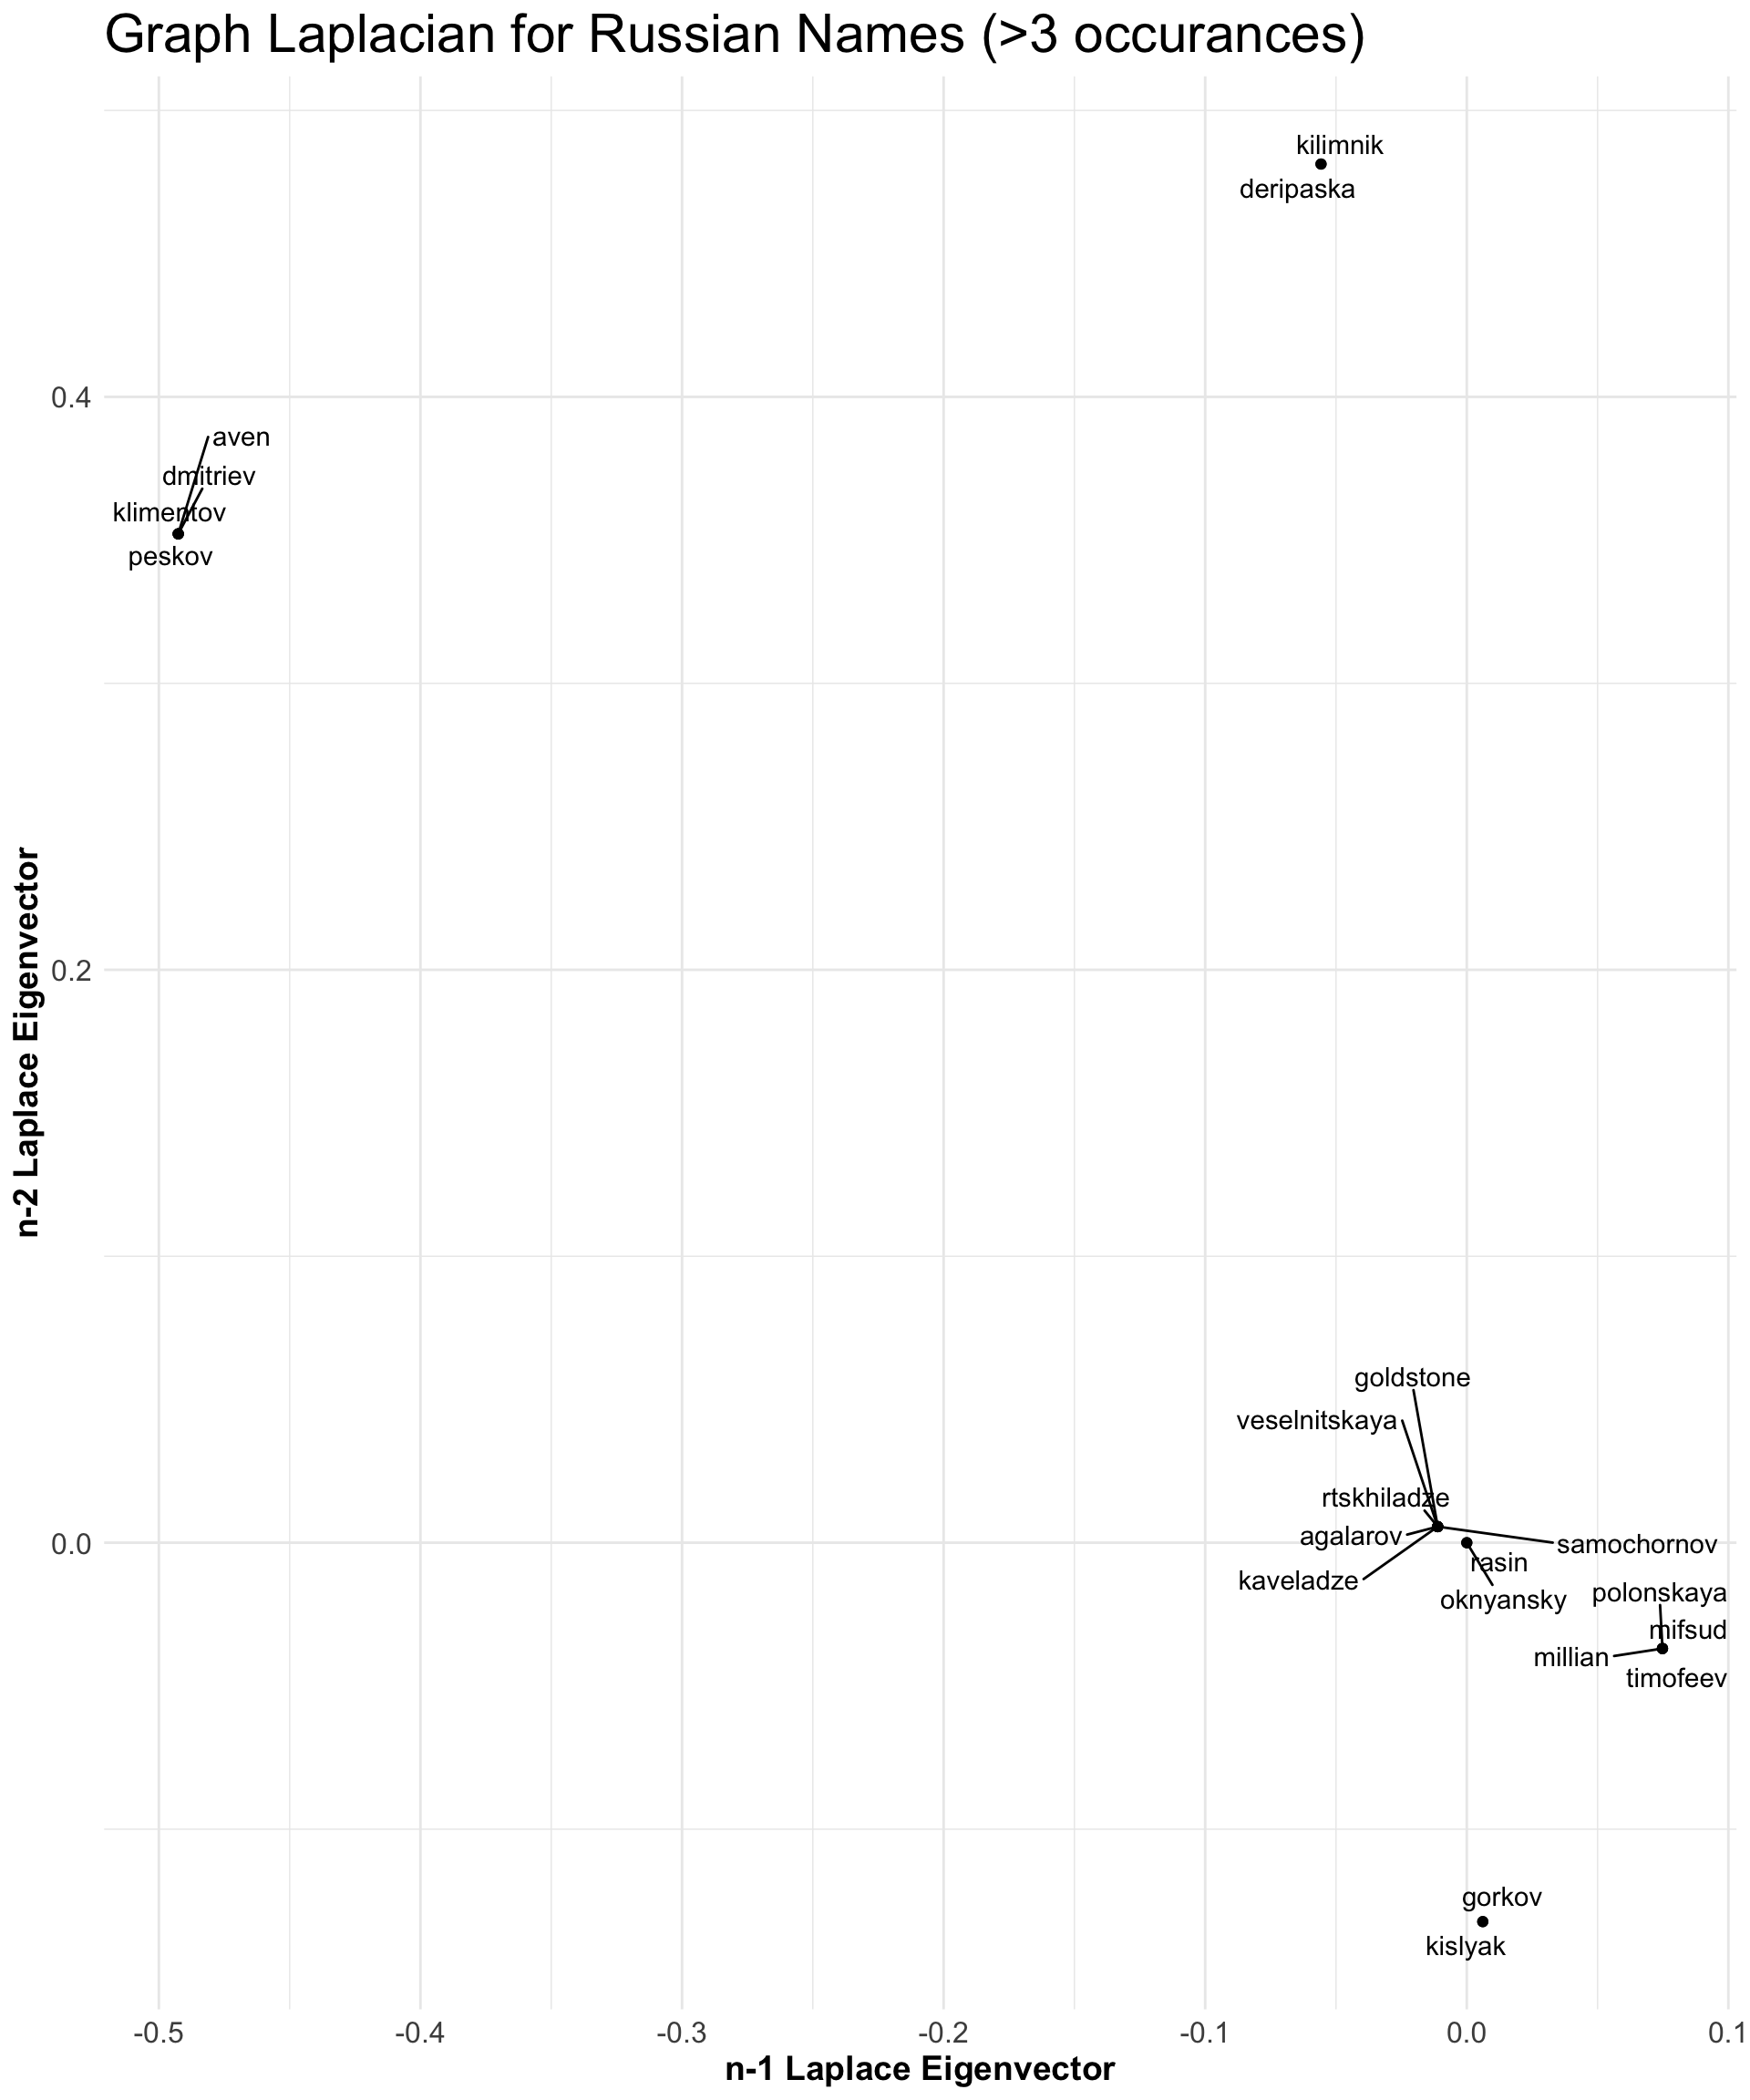 Graph Laplacian for Russian Names (>3 occurances)
kilimnik
deripaska
0.4
aven
dmitriev
klimentov
peskov
n-2 Laplace Eigenvector
0.2
goldstone
veselnitskaya
rtskhiladze
agalarov
0.0
samochornov
rasin
kaveladze
oknyansky
polonskaya
mifsud
millian
timofeev
gorkov
kislyak
-0.5 -0.4 -0.3 -0.2 -0.1 0.0 0.1
n-1 Laplace Eigenvector